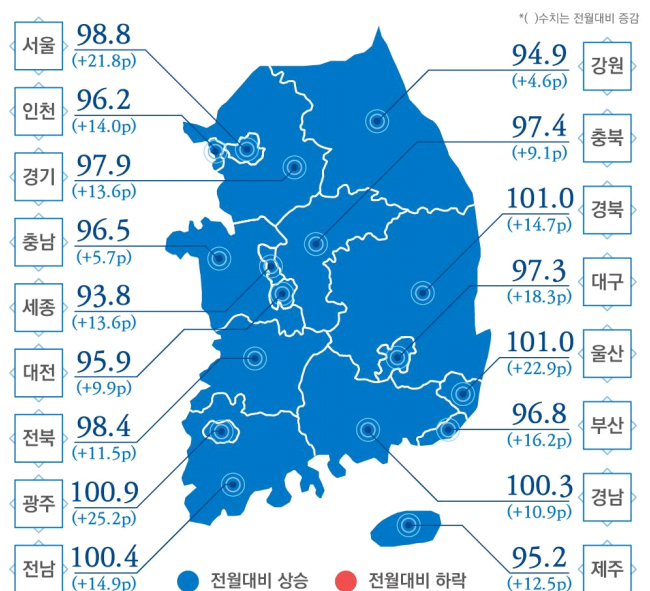 *( )수치는 전월대비 증감
서울 98.8
(+21.8p)
인천 96.2
(+14.0p)
경기 97.9
(+13.6p)
충남 96.5
(+5.7p)
세종 93.8
(+13.6p)
대전 95.9
(+9.9p)
전북 98.4
(+11.5p)
광주 100.9
(+25.2p)
전남 100.4
(+14.9p)
94.9 강원
(+4.6p)
97.4 충북
(+9.1p)
101.0 경북
(+14.7p)
97.3 대구
(+18.3p)
101.0 울산
(+22.9p)
96.8 부산
(+16.2p)
100.3 경남
(+10.9p)
95.2 제주
(+12.5p)
전월대비 상승 전월대비 하락